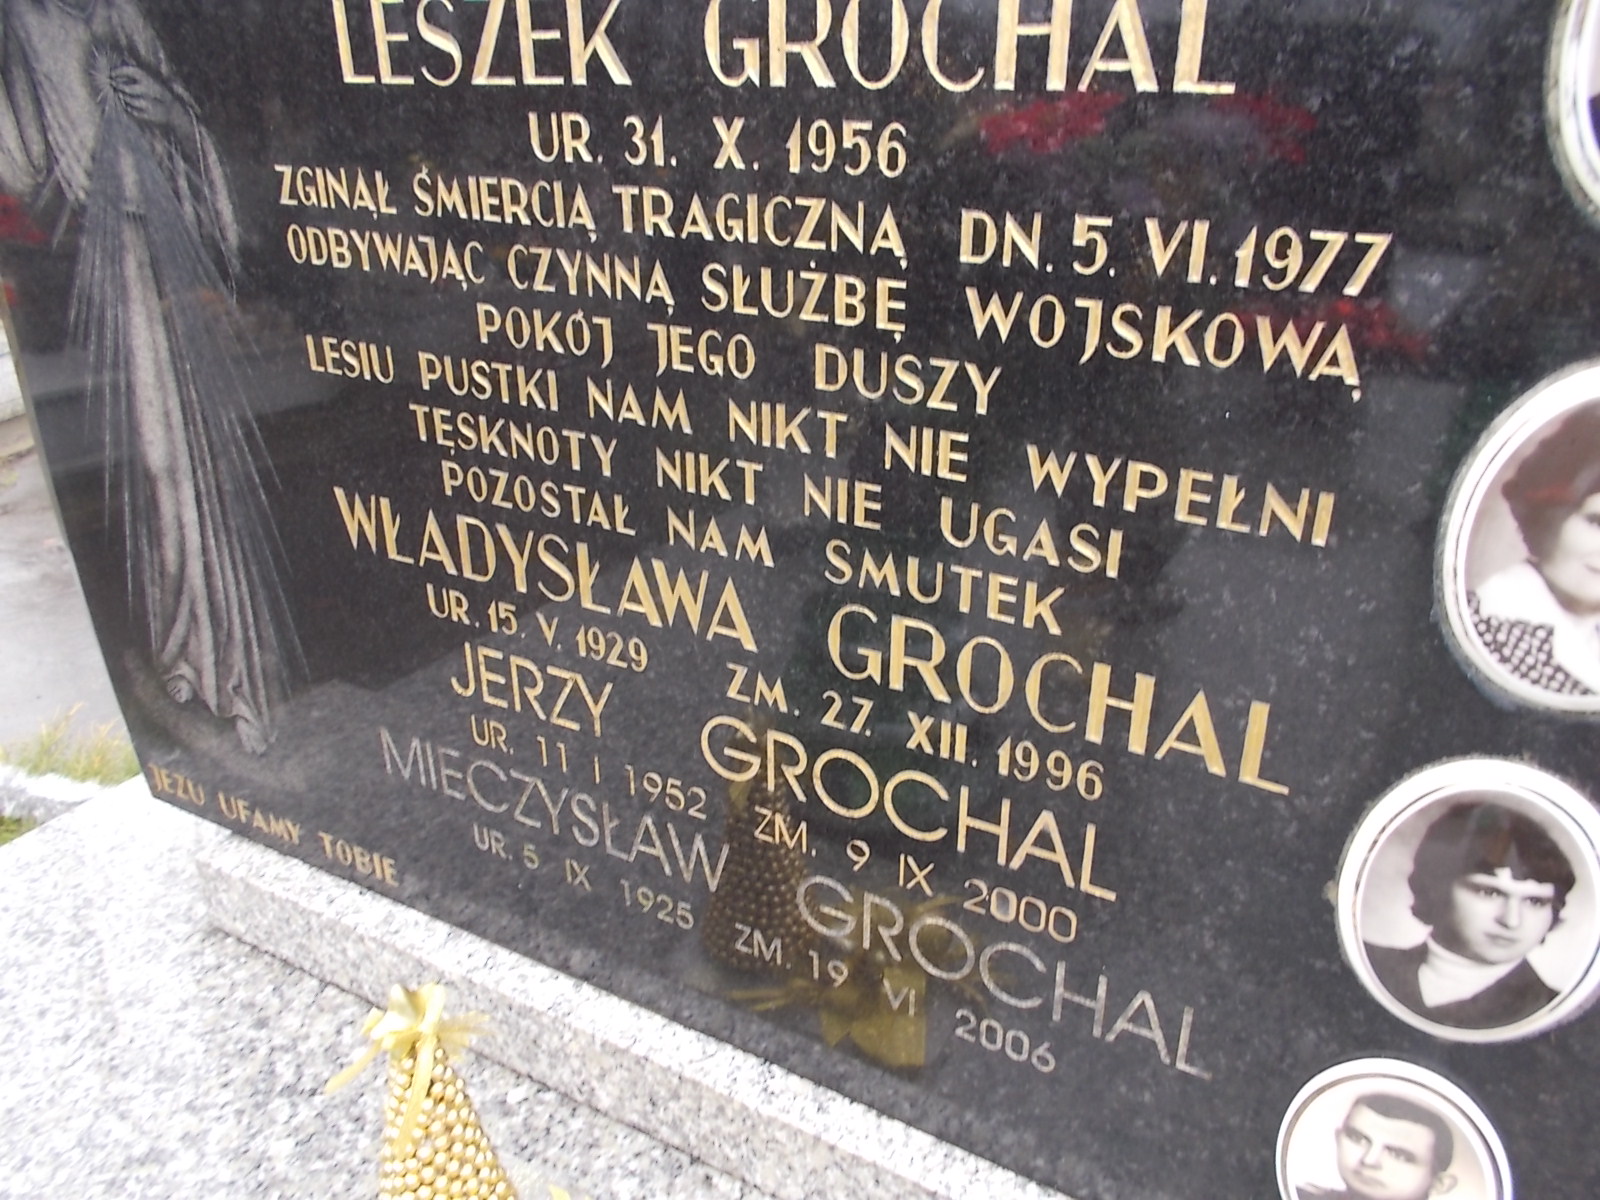 LESZEK GROCHAL
UR. 31. X. 1956
ZGINĄŁ ŚMIERCIĄ TRAGICZNĄ DN. 5. VI. 1977
ODBYWAJĄC CZYNNĄ SŁUŻBĘ WOJSKOWĄ
POKÓJ JEGO DUSZY
LESIU PUSTKI NAM NIKT NIE WYPEŁNI
TĘSKNOTY NIKT NIE UGASI
POZOSTAŁ NAM SMUTEK
WŁADYSŁAWA GROCHAL
UR. 15. V. 1929 ZM. 27. XII. 1996
JERZY GROCHAL
UR. 11 I 1952 ZM. 9 IX 2000
MIECZYSŁAW GROCHAL
UR. 5 IX 1925 ZM. 19 VI 2006
JEZU UFAMY TOBIE